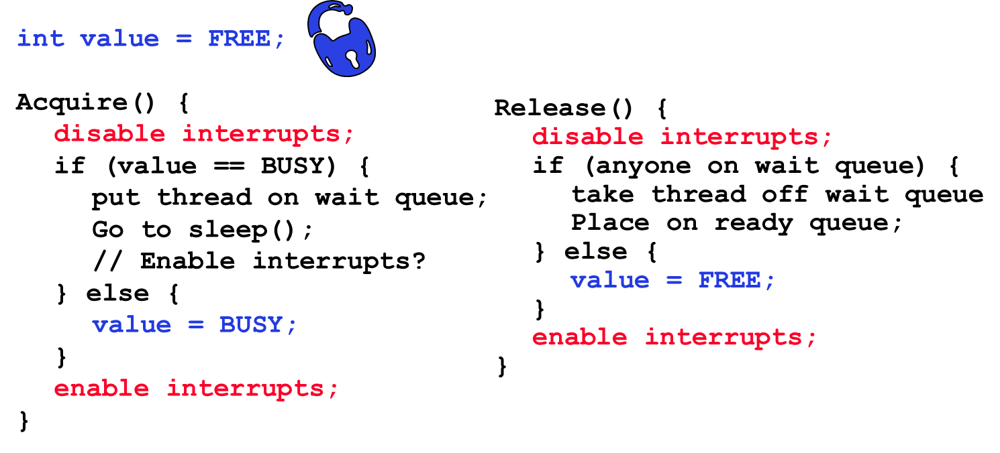 int value = FREE;
Acquire() {
disable interrupts;
if (value == BUSY) {
put thread on wait queue;
Go to sleep();
// Enable interrupts?
} else {
value = BUSY;
}
enable interrupts;
}
Release() {
disable interrupts;
if (anyone on wait queue) {
take thread off wait queue
Place on ready queue;
} else {
value = FREE;
}
enable interrupts;
}